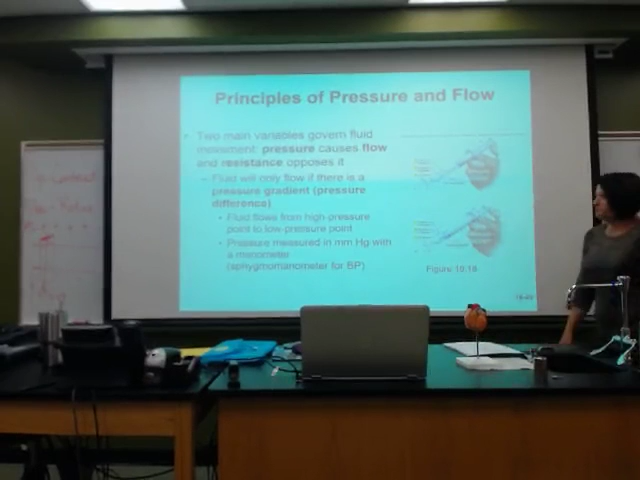 Principles of Pressure and Flow
• Two main variables govern fluid
movement: pressure causes flow
and resistance opposes it
– Fluid will only flow if there is a
pressure gradient (pressure
difference)
• Fluid flows from high-pressure
point to low-pressure point
• Pressure measured in mm Hg with
a manometer
(sphygmomanometer for BP)
Figure 19.18